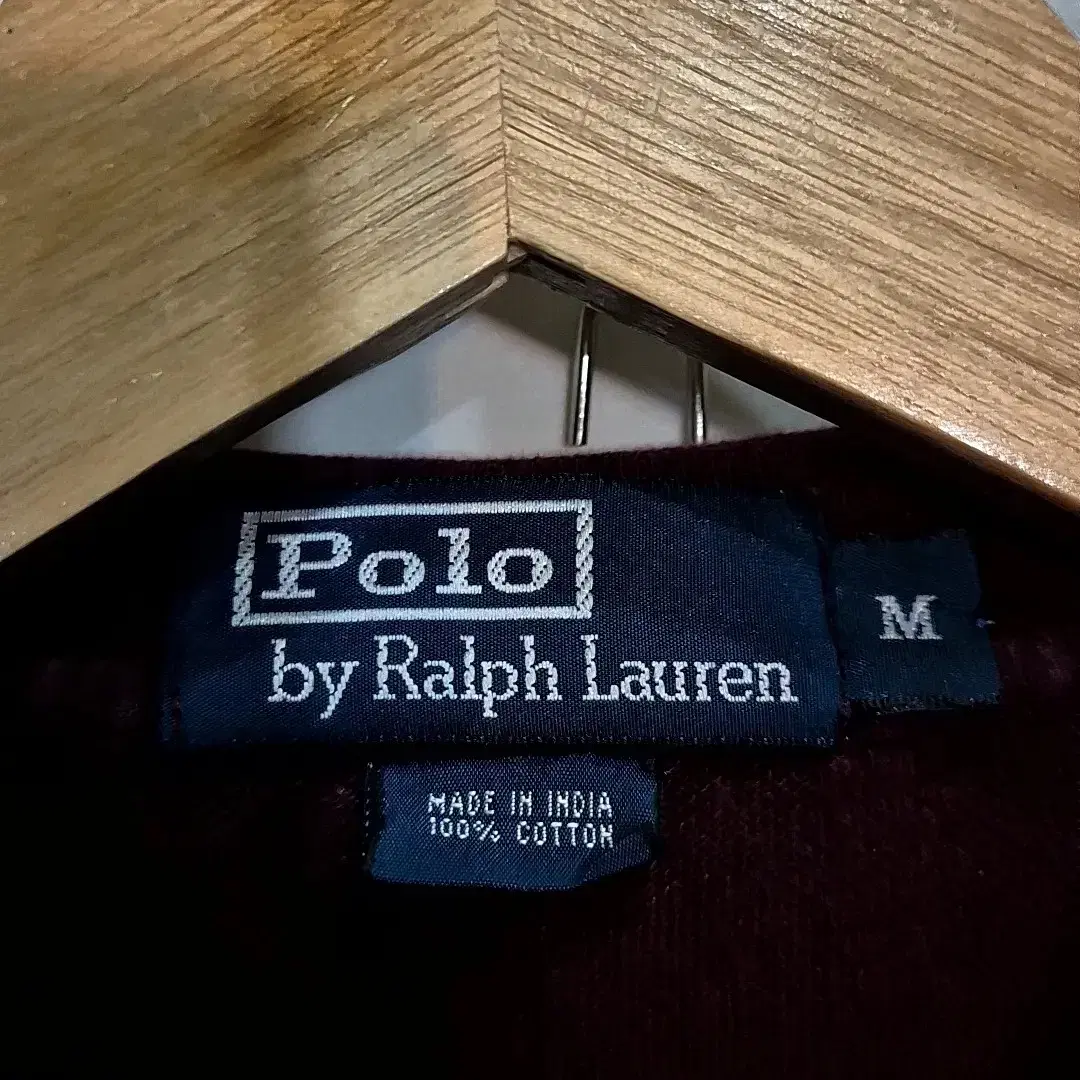 Polo
by Ralph Lauren
M
MADE IN INDIA
100% COTTON